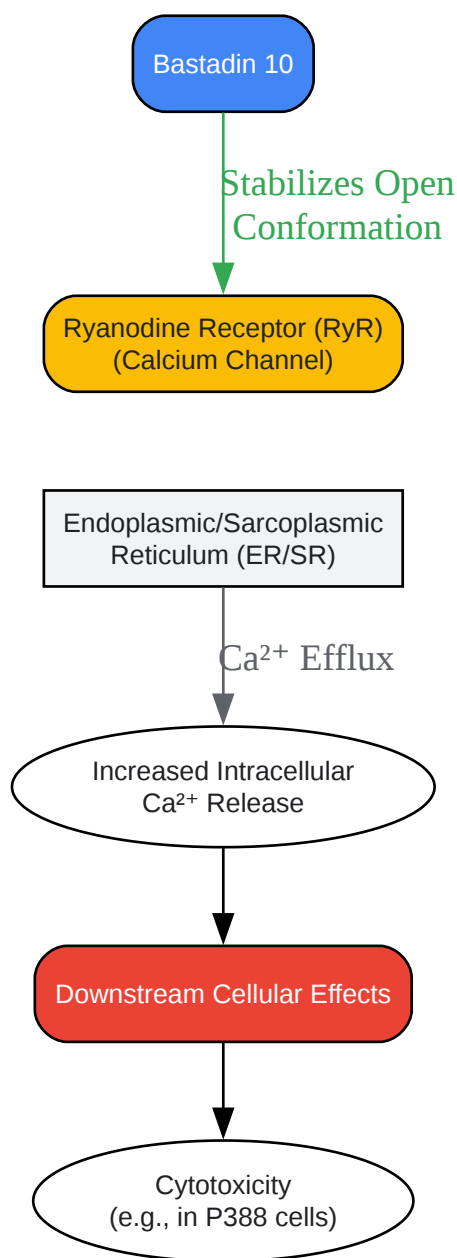 Bastadin 10
Stabilizes Open
Conformation
Ryanodine Receptor (RyR)
(Calcium Channel)
Endoplasmic/Sarcoplasmic
Reticulum (ER/SR)
Ca²⁺ Efflux
Increased Intracellular
Ca²⁺ Release
Downstream Cellular Effects
Cytotoxicity
(e.g., in P388 cells)